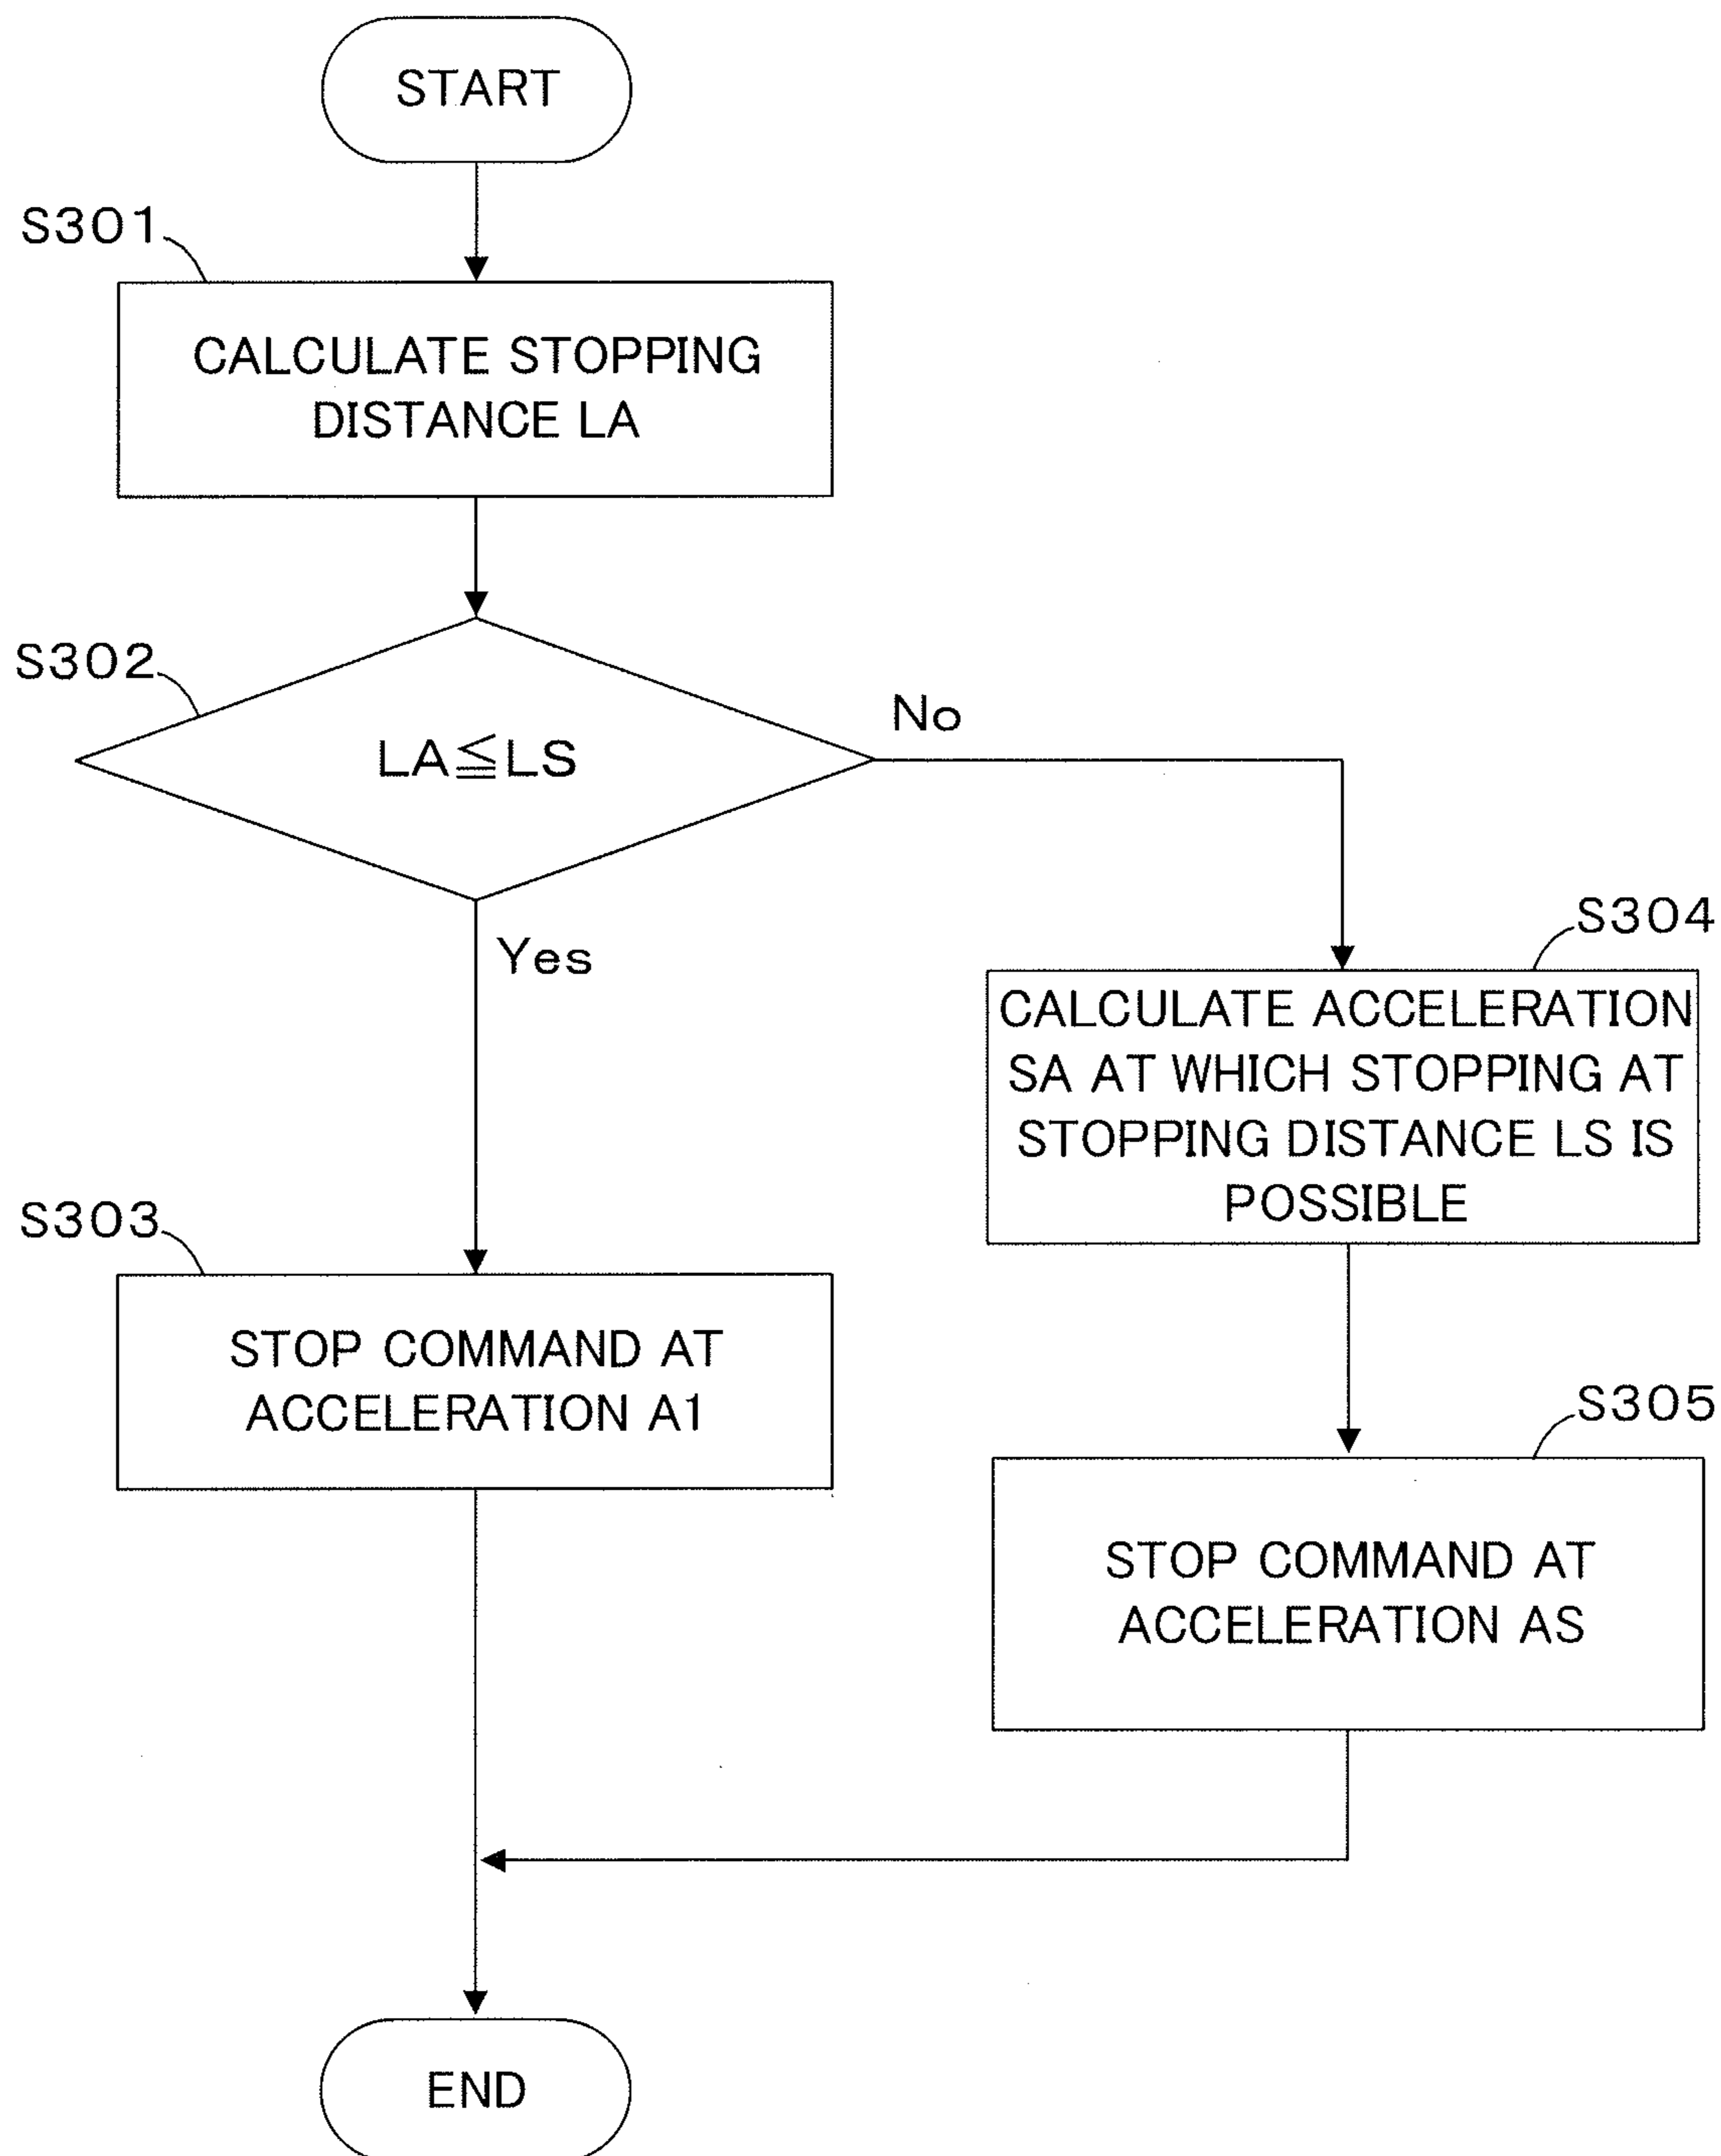 START
S301
CALCULATE STOPPING
DISTANCE LA
S302
LA≦LS
No
Yes
S304
CALCULATE ACCELERATION
SA AT WHICH STOPPING AT
STOPPING DISTANCE LS IS
POSSIBLE
S303
STOP COMMAND AT
ACCELERATION A1
S305
STOP COMMAND AT
ACCELERATION AS
END